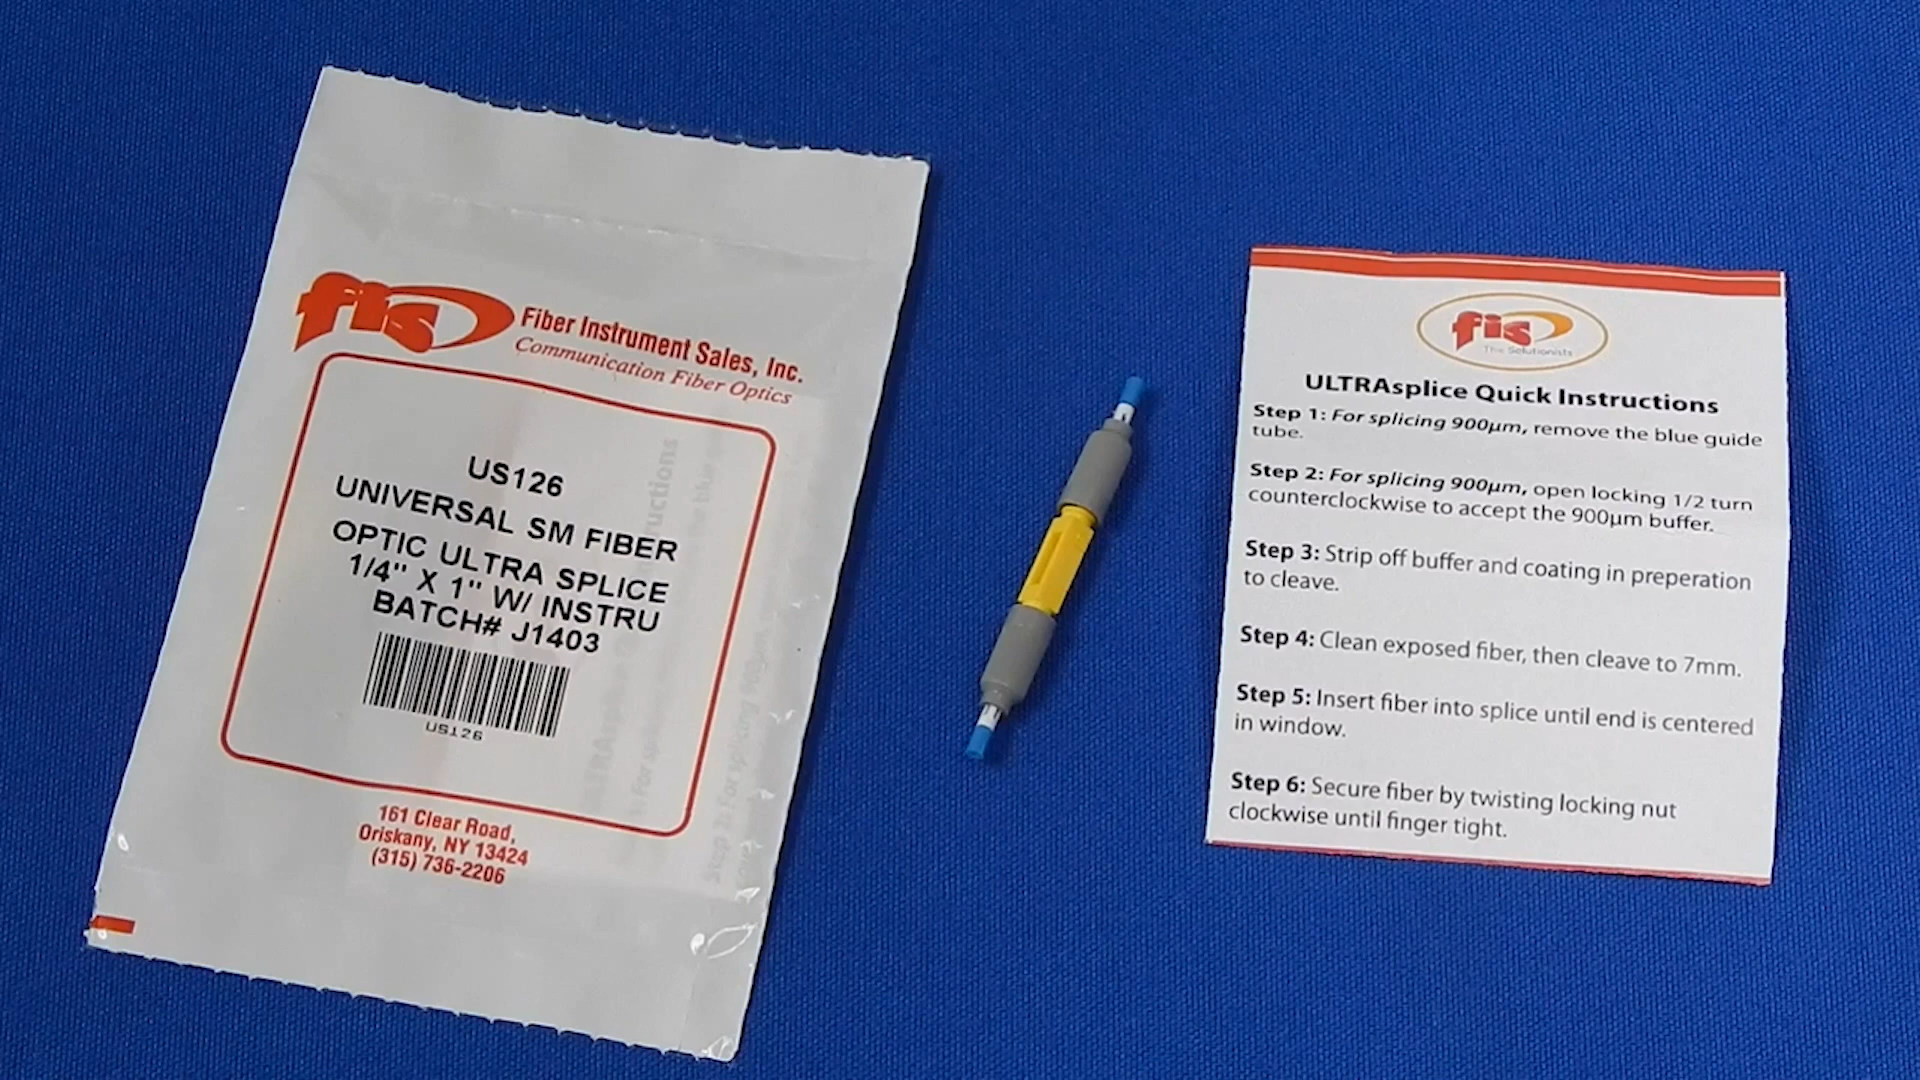 fis
Fiber Instrument Sales, Inc.
Communication Fiber Optics
US126
UNIVERSAL SM FIBER
OPTIC ULTRA SPLICE
1/4" X 1" W/ INSTRU
BATCH# J1403
US126
161 Clear Road,
Oriskany, NY 13424
(315) 736-2206
fis
The Solutionists
ULTRAsplice Quick Instructions
Step 1: For splicing 900µm, remove the blue guide
tube.
Step 2: For splicing 900µm, open locking 1/2 turn
counterclockwise to accept the 900µm buffer.
Step 3: Strip off buffer and coating in preperation
to cleave.
Step 4: Clean exposed fiber, then cleave to 7mm.
Step 5: Insert fiber into splice until end is centered
in window.
Step 6: Secure fiber by twisting locking nut
clockwise until finger tight.